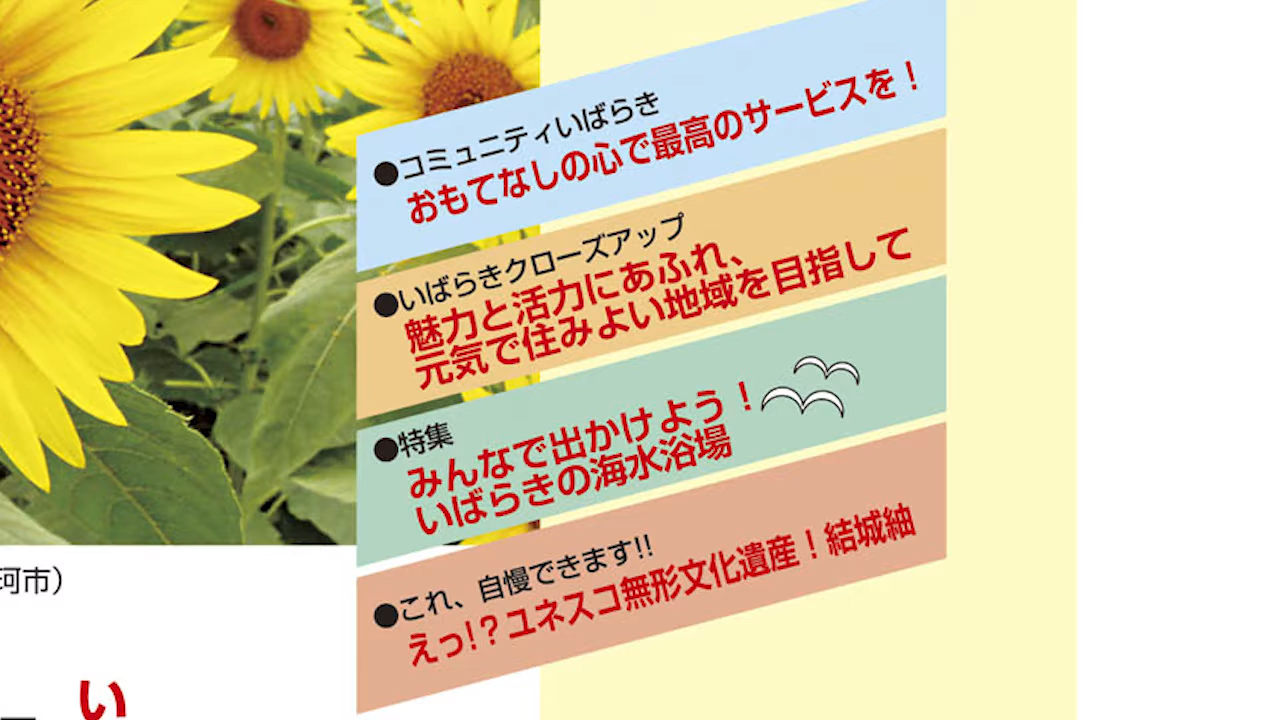 ●コミュニティいばらき
おもてなしの心で最高のサービスを！
●いばらきクローズアップ
魅力と活力にあふれ、
元気で住みよい地域を目指して
●特集
みんなで出かけよう！
いばらきの海水浴場
●これ、自慢できます!!
えっ!？ユネスコ無形文化遺産！結城紬
珂市）
い